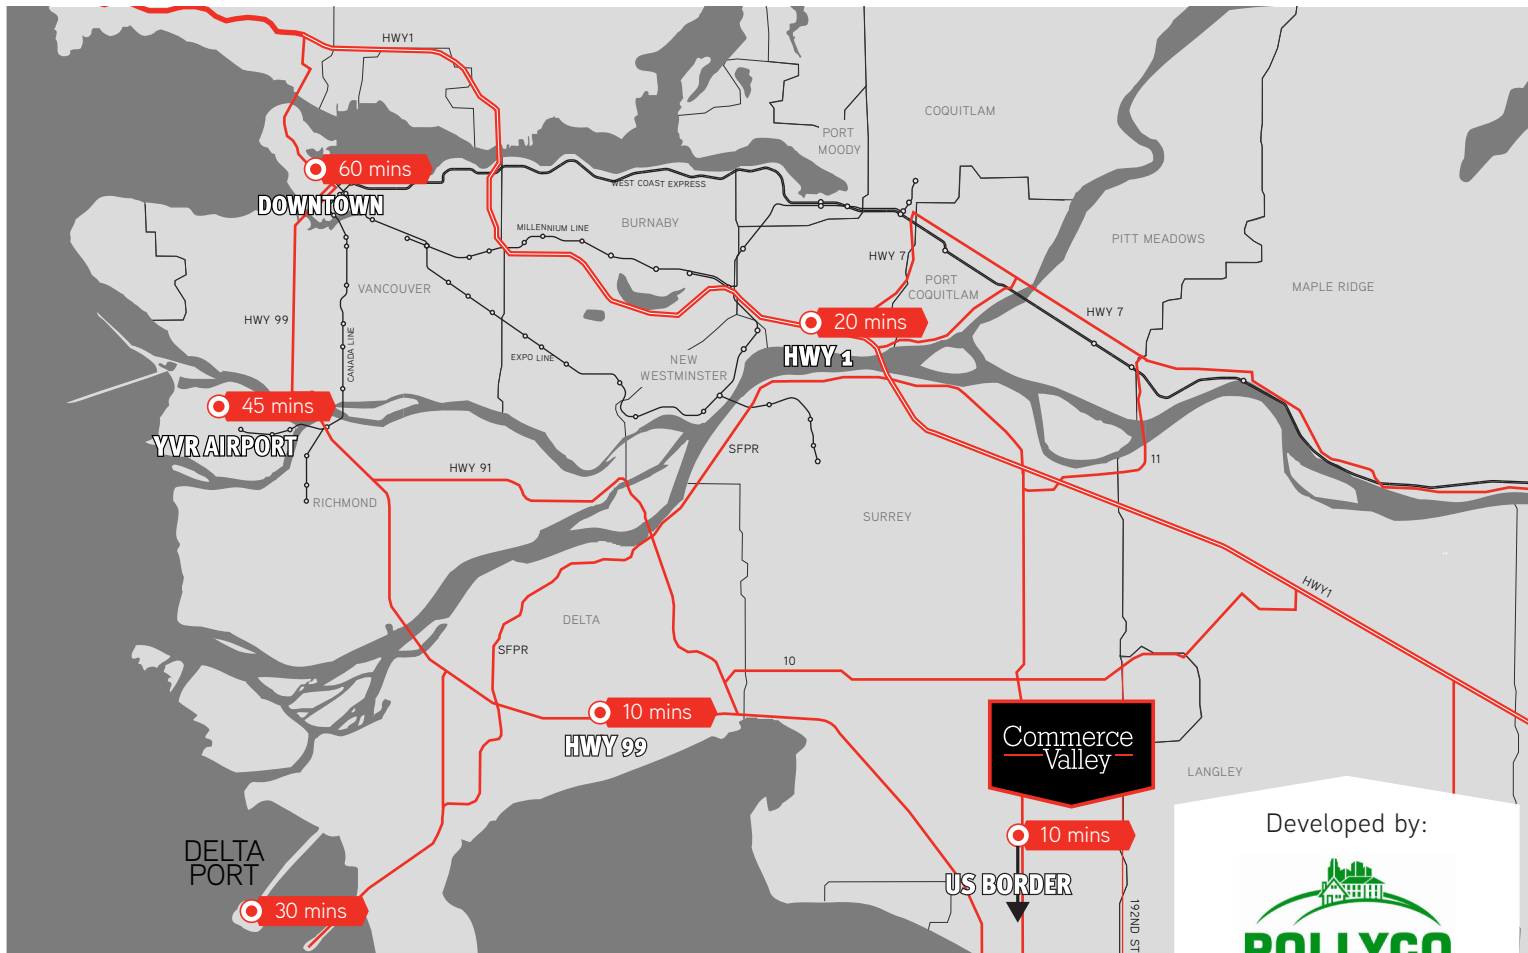 HWY1
COQUITLAM
PORT
MOODY
60 mins
DOWNTOWN
WEST COAST EXPRESS
BURNABY
MILLENNIUM LINE
PITT MEADOWS
HWY 7
PORT
COQUITLAM
VANCOUVER
MAPLE RIDGE
HWY 99
HWY 7
20 mins
HWY 1
CANADA LINE
EXPO LINE
NEW
WESTMINSTER
45 mins
YVR AIRPORT
SFPR
HWY 91
11
RICHMOND
SURREY
HWY1
DELTA
SFPR
10
10 mins
HWY 99
Commerce
Valley
LANGLEY
Developed by:
10 mins
DELTA
PORT
US BORDER
30 mins
192ND ST
POLLYCO